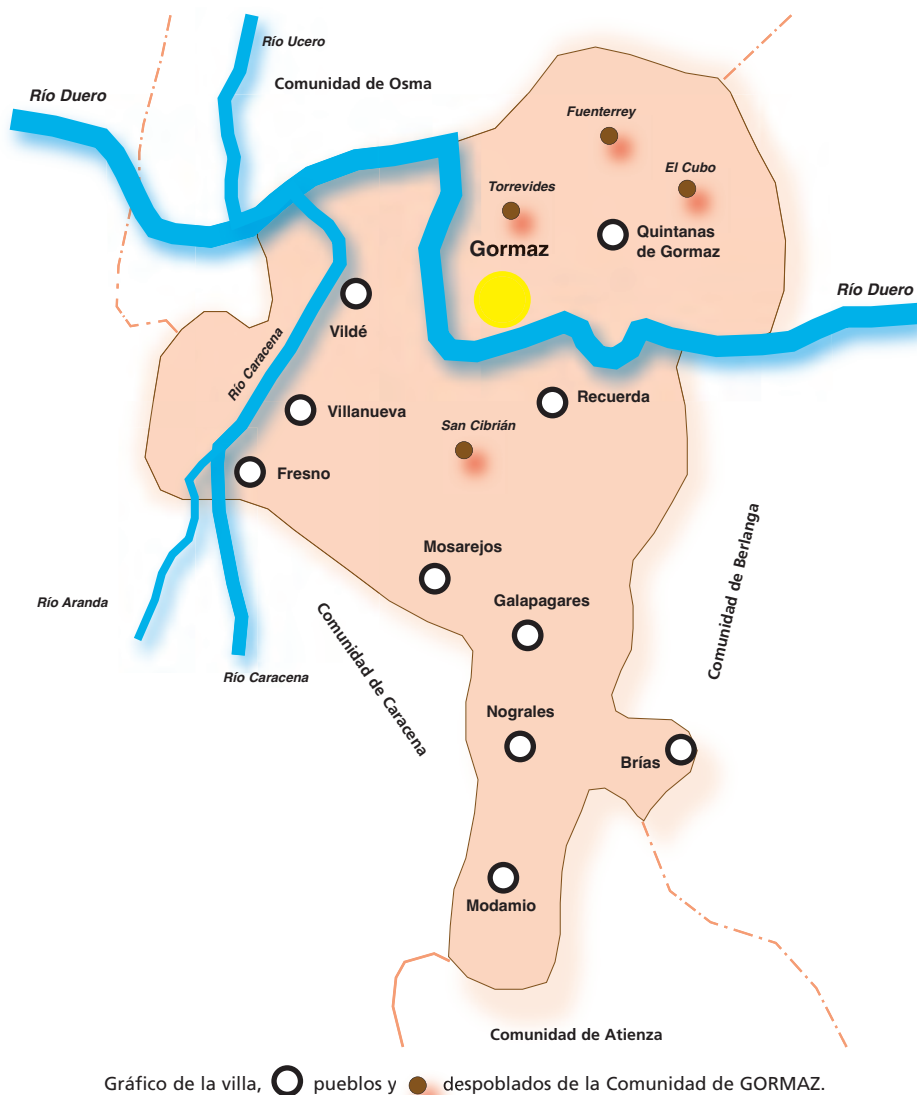 Río Ucero
Comunidad de Osma
Río Duero
Fuenterrey
El Cubo
Torrevides
Quintanas
de Gormaz
Gormaz
Río Duero
Vildé
Río Caracena
Recuerda
Villanueva
San Cibrián
Fresno
Mosarejos
Comunidad de Berlanga
Galapagares
Río Aranda
Comunidad de Caracena
Río Caracena
Nograles
Brías
Modamio
Comunidad de Atienza
Gráfico de la villa, pueblos y despoblados de la Comunidad de GORMAZ.